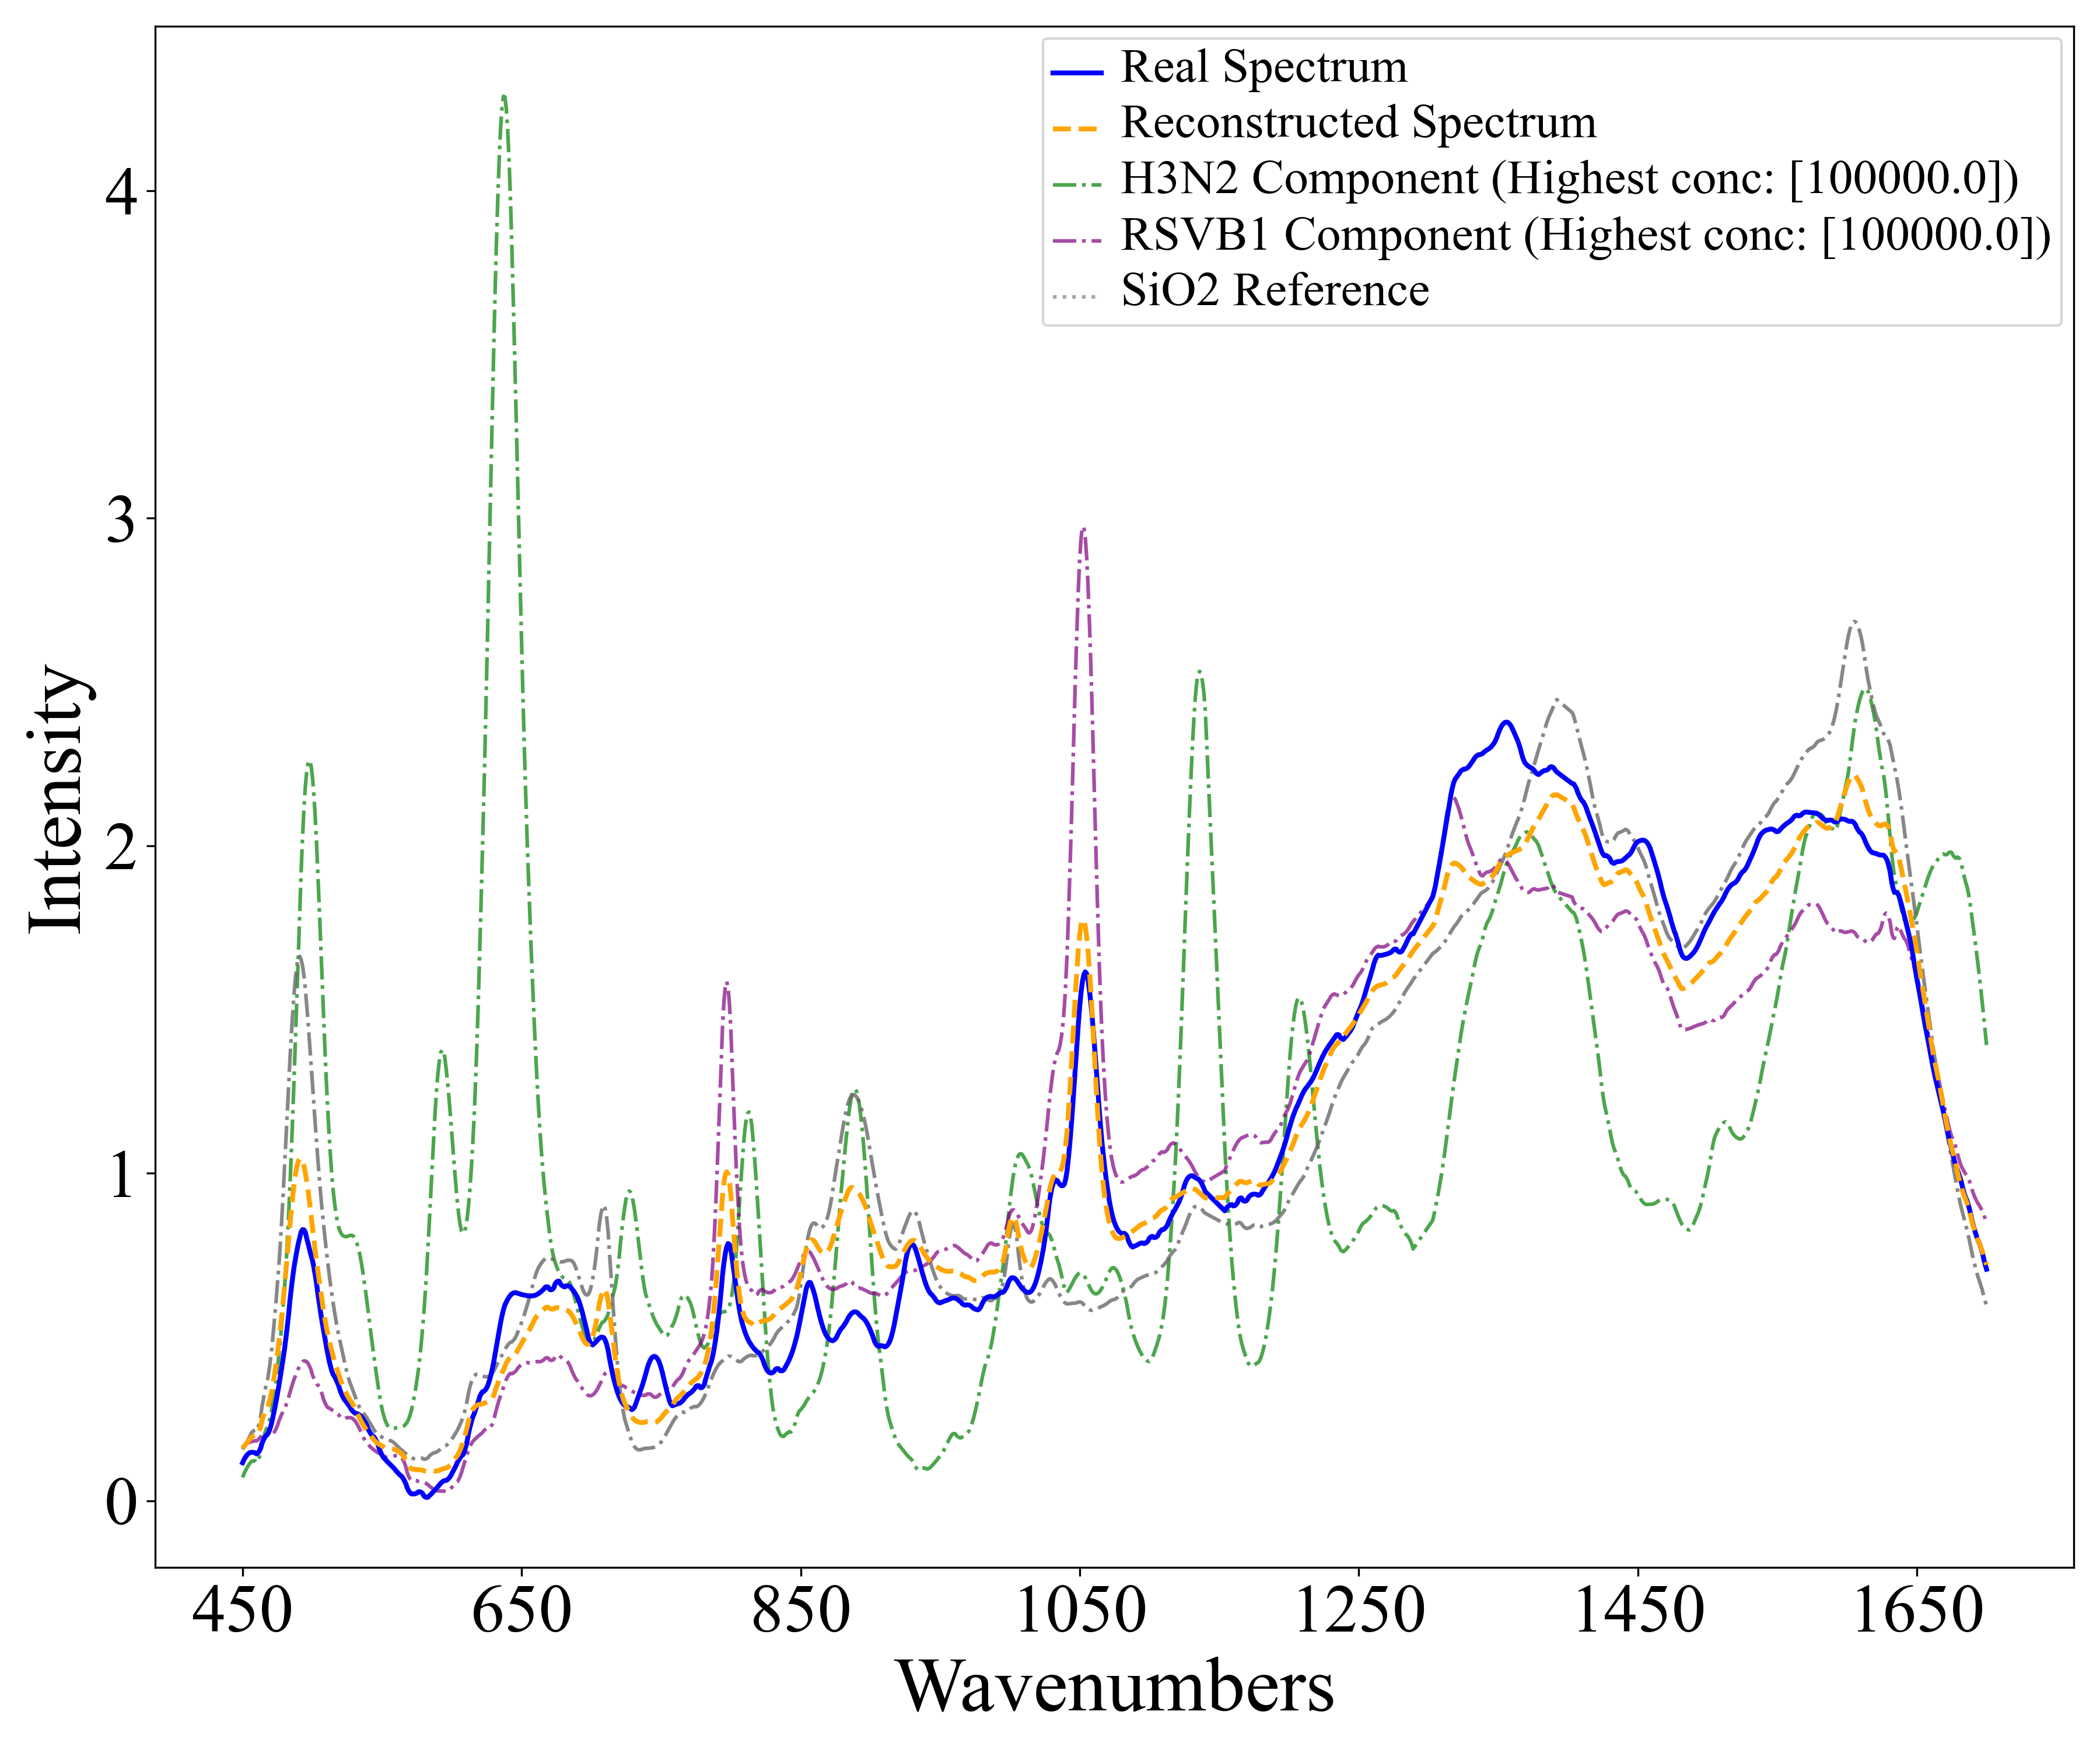 Real Spectrum
Reconstructed Spectrum
H3N2 Component (Highest conc: [100000.0])
RSVB1 Component (Highest conc: [100000.0])
SiO2 Reference
Intensity
4
3
2
1
0
450 650 850 1050 1250 1450 1650
Wavenumbers